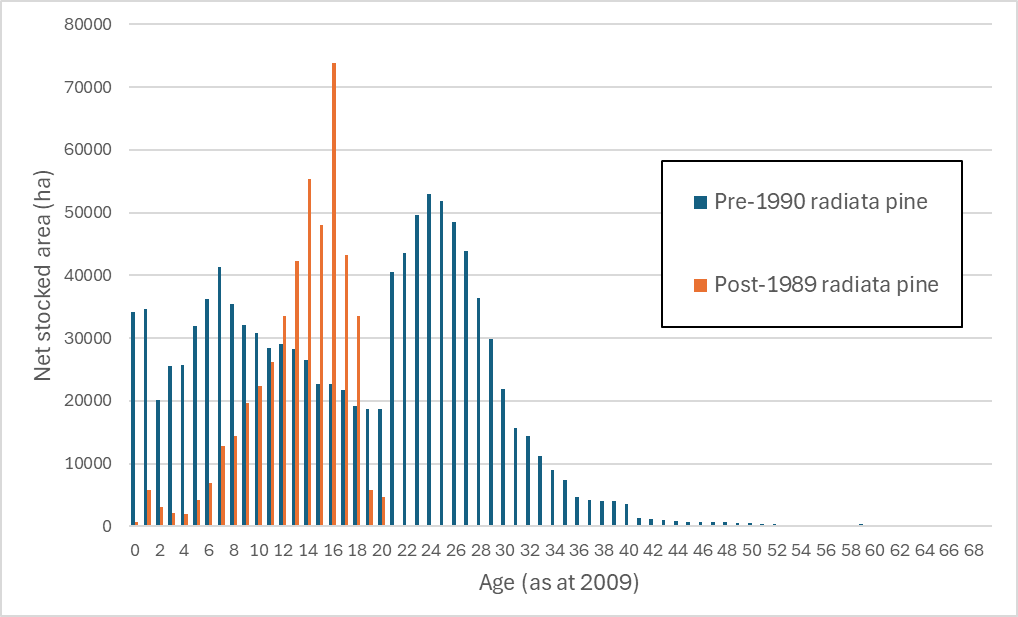 80000
70000
60000
50000
40000
30000
20000
10000
0
Net stocked area (ha)
Pre-1990 radiata pine
Post-1989 radiata pine
0 2 4 6 8 10 12 14 16 18 20 22 24 26 28 30 32 34 36 38 40 42 44 46 48 50 52 54 56 58 60 62 64 66 68
Age (as at 2009)